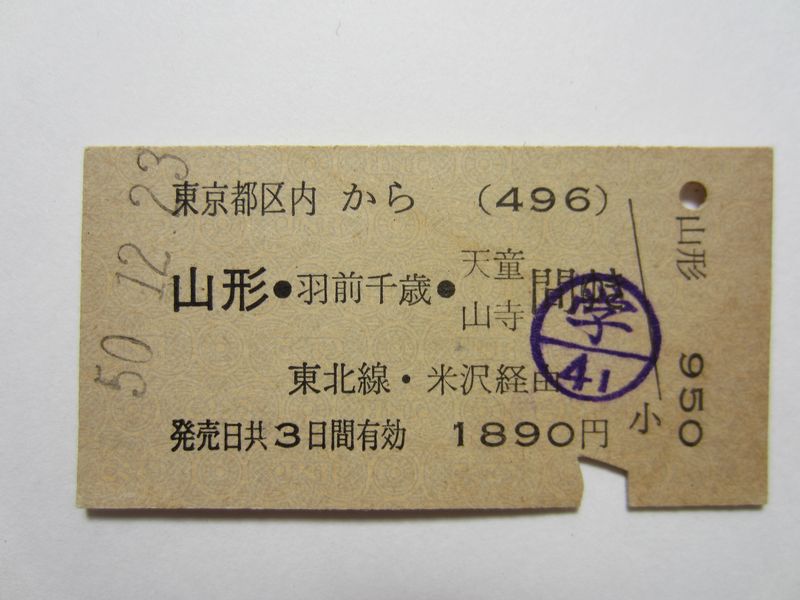 50.12.23
東京都区内 から (496)
山形●羽前千歳●天童 山寺 間ゆき
東北線・米沢経由
発売日共3日間有効 1890円
学
41
小
山形
950